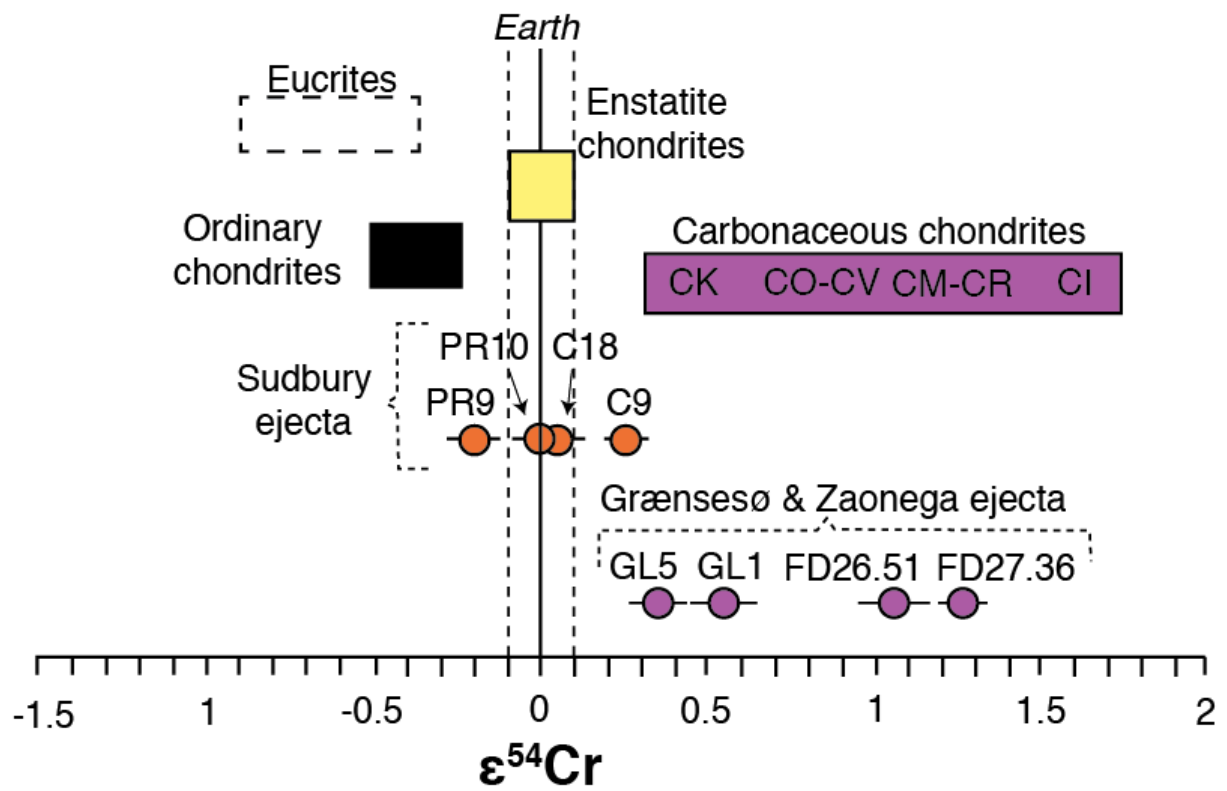 Earth
Eucrites
Enstatite
chondrites
Ordinary
chondrites
Carbonaceous chondrites
CK CO-CV CM-CR CI
PR10 C18
Sudbury
ejecta
PR9 C9
Grænsesø & Zaonega ejecta
GL5 GL1 FD26.51 FD27.36
-1.5 1 -0.5 0 0.5 1 1.5 2
ε⁵⁴Cr